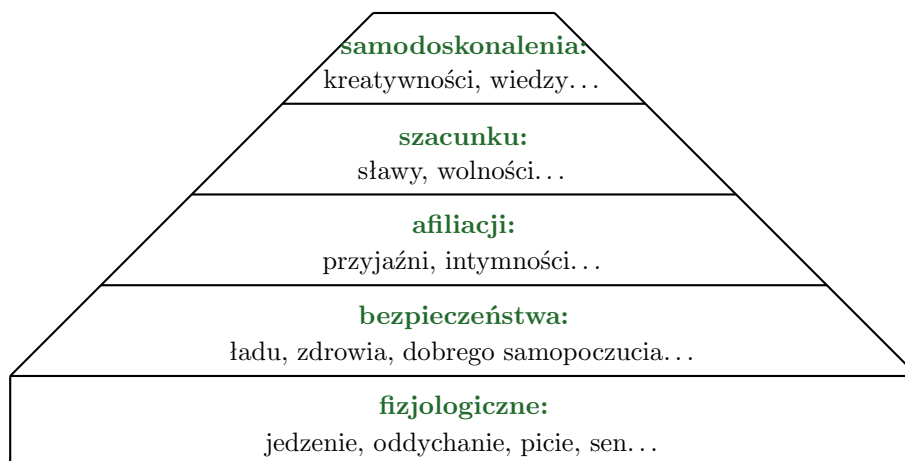 samodoskonalenia:
kreatywności, wiedzy...
szacunku:
sławy, wolności...
afiliacji:
przyjaźni, intymności...
bezpieczeństwa:
ładu, zdrowia, dobrego samopoczucia...
fizjologiczne:
jedzenie, oddychanie, picie, sen...